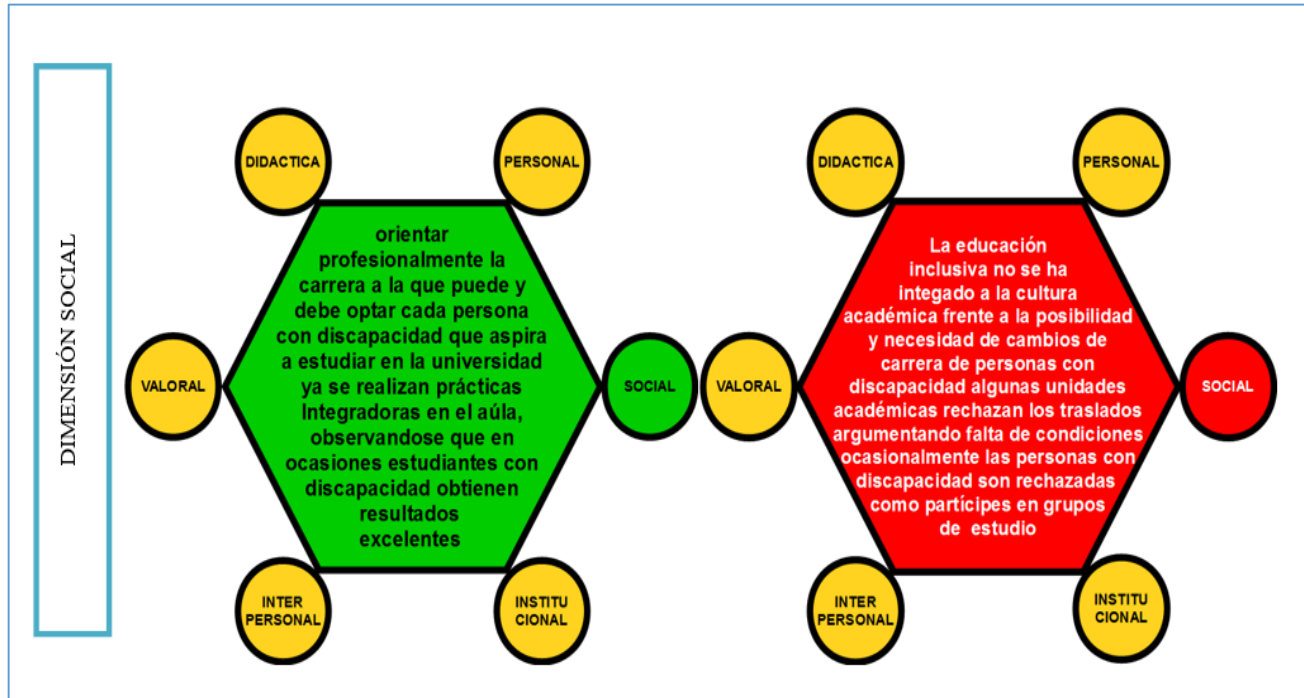 DIMENSIÓN SOCIAL
DIDACTICA
PERSONAL
orientar
profesionalmente la
carrera a la que puede y
debe optar cada persona
con discapacidad que aspira
a estudiar en la universidad
ya se realizan prácticas
Integradoras en el aúla,
observandose que en
ocasiones estudiantes con
discapacidad obtienen
resultados
excelentes
VALORAL
SOCIAL
INTER
PERSONAL
INSTITU
CIONAL
DIDACTICA
PERSONAL
La educación
inclusiva no se ha
integado a la cultura
académica frente a la posibilidad
y necesidad de cambios de
carrera de personas con
discapacidad algunas unidades
académicas rechazan los traslados
argumentando falta de condiciones
ocasionalmente las personas con
discapacidad son rechazadas
como partícipes en grupos
de estudio
VALORAL
SOCIAL
INTER
PERSONAL
INSTITU
CIONAL